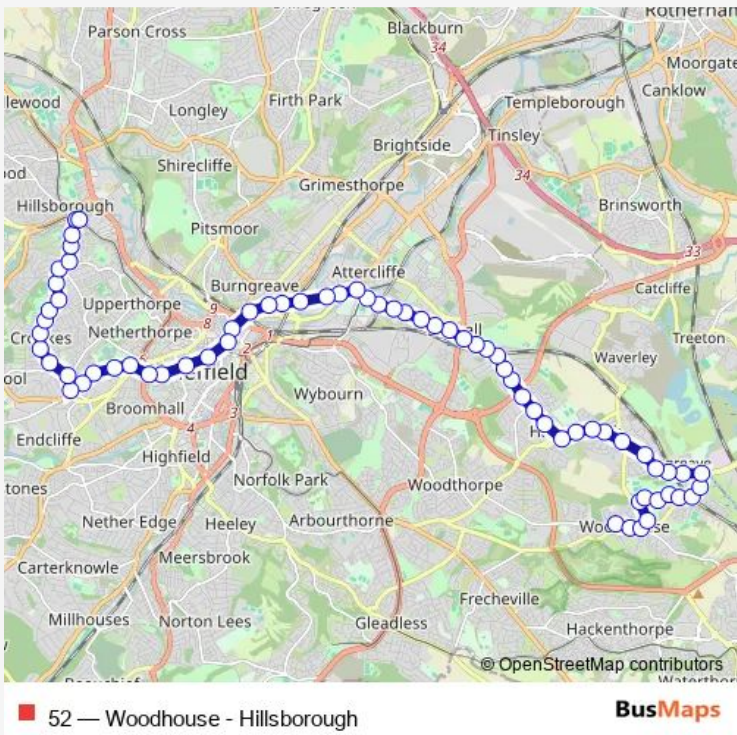 Rotherham
Parson Cross
Blackburn
34
Moorgate
Canklow
Longley
Firth Park
Templeborough
Tinsley
Brightside
Shirecliffe
34
Grimesthorpe
Hillsborough
Brinsworth
Pitsmoor
33
Attercliffe
Burngreave
Catcliffe
Upperthorpe
9
8
Netherthorpe
1
Treeton
2
Waverley
Wybourn
Broomhall
3
Endcliffe
4
Highfield
Norfolk Park
Woodthorpe
Nether Edge
Heeley
Arbourthorne
Meersbrook
Carterknowle
Frecheville
Millhouses
Norton Lees
Gleadless
Hackenthorpe
© OpenStreetMap contributors
52 — Woodhouse - Hillsborough
BusMaps